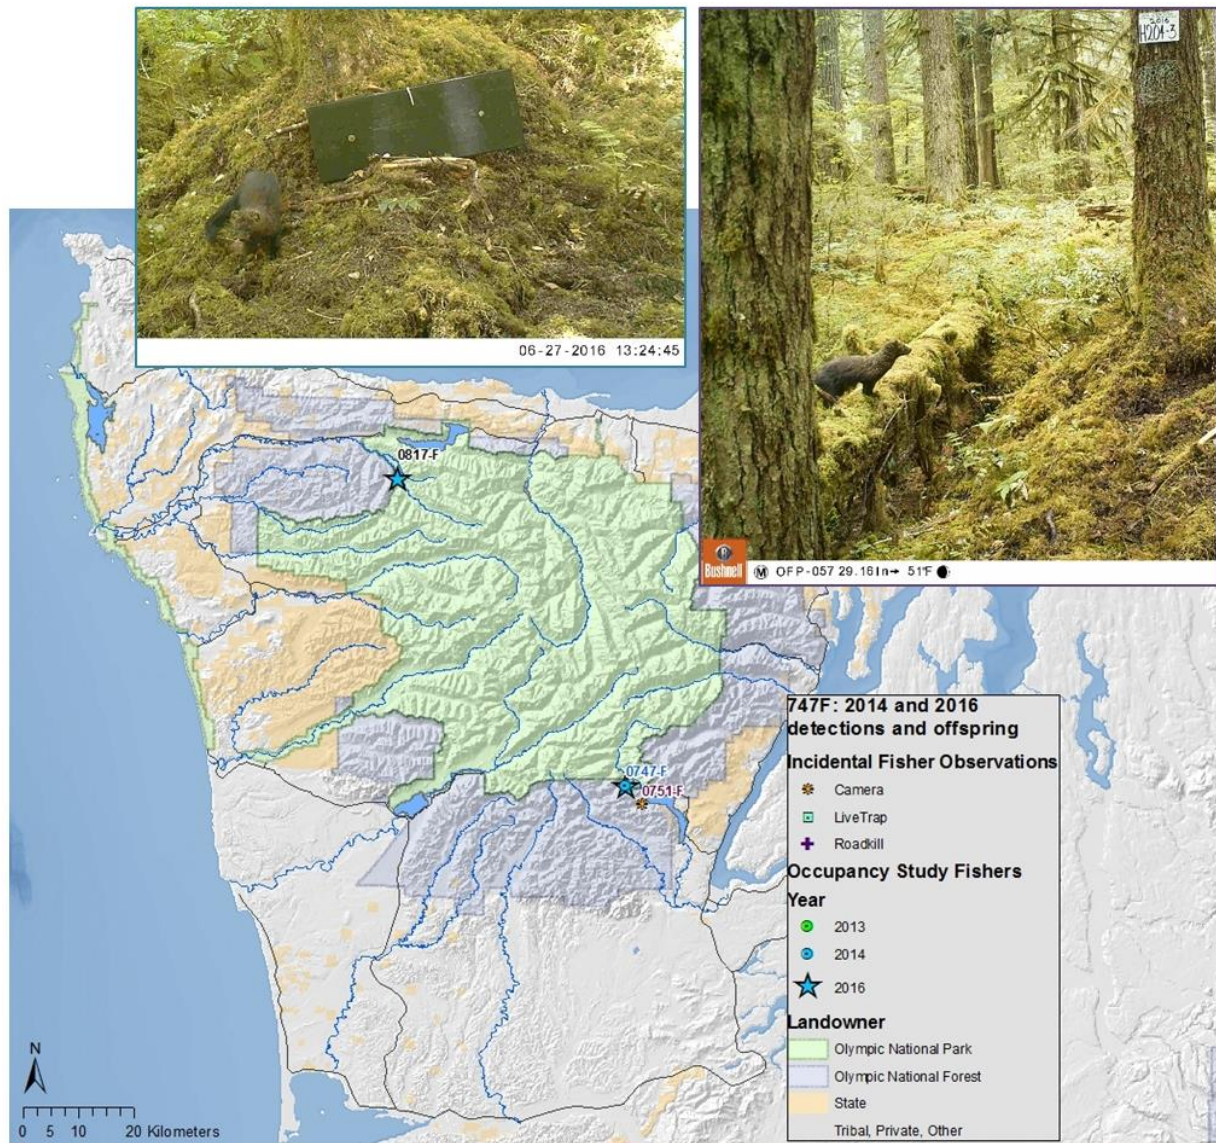 2016
H204-3
06-27-2016 13:24:45
Bushnell
M OFP-057 29.16In→ 51°F
0817-F
0747-F
0751-F
747F: 2014 and 2016
detections and offspring
Incidental Fisher Observations
Camera
LiveTrap
Roadkill
Occupancy Study Fishers
Year
2013
2014
2016
Landowner
Olympic National Park
Olympic National Forest
State
Tribal, Private, Other
N
0 5 10 20 Kilometers